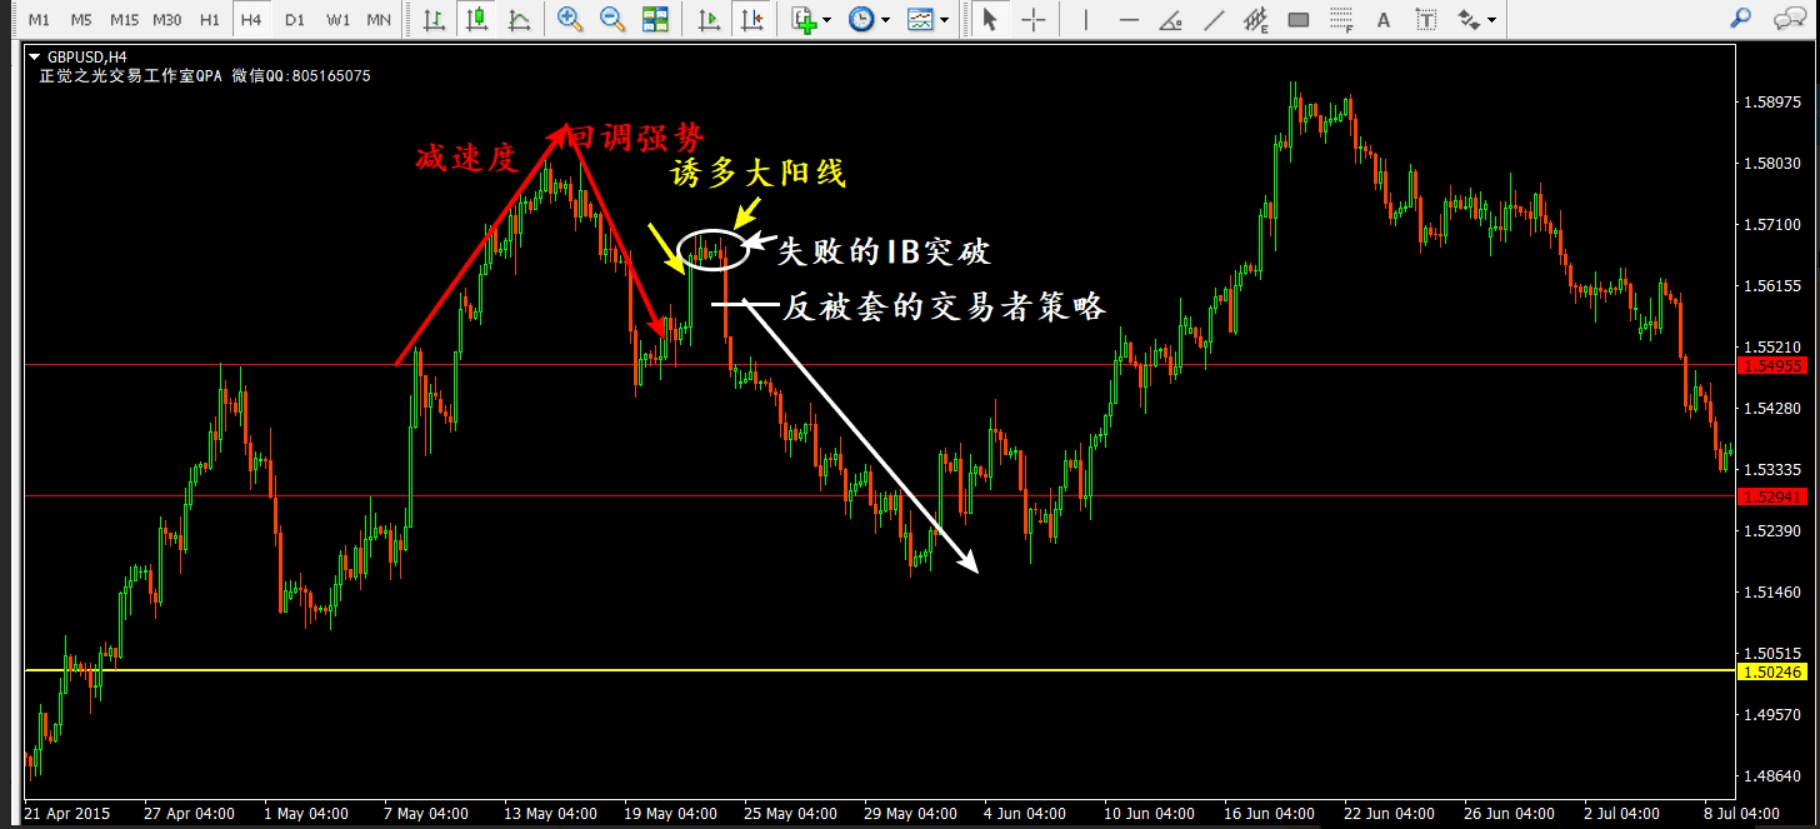 M1 M5 M15 M30 H1 H4 D1 W1 MN E F A T
GBPUSD,H4
正觉之光交易工作室QPA 微信QQ:805165075
减速度
回调强势
诱多大阳线
失败的IB突破
反被套的交易者策略
1.58975
1.58030
1.57100
1.56155
1.55210
1.54955
1.54280
1.53335
1.52941
1.52390
1.51460
1.50515
1.50246
1.49570
1.48640
21 Apr 2015 27 Apr 04:00 1 May 04:00 7 May 04:00 13 May 04:00 19 May 04:00 25 May 04:00 29 May 04:00 4 Jun 04:00 10 Jun 04:00 16 Jun 04:00 22 Jun 04:00 26 Jun 04:00 2 Jul 04:00 8 Jul 04:00